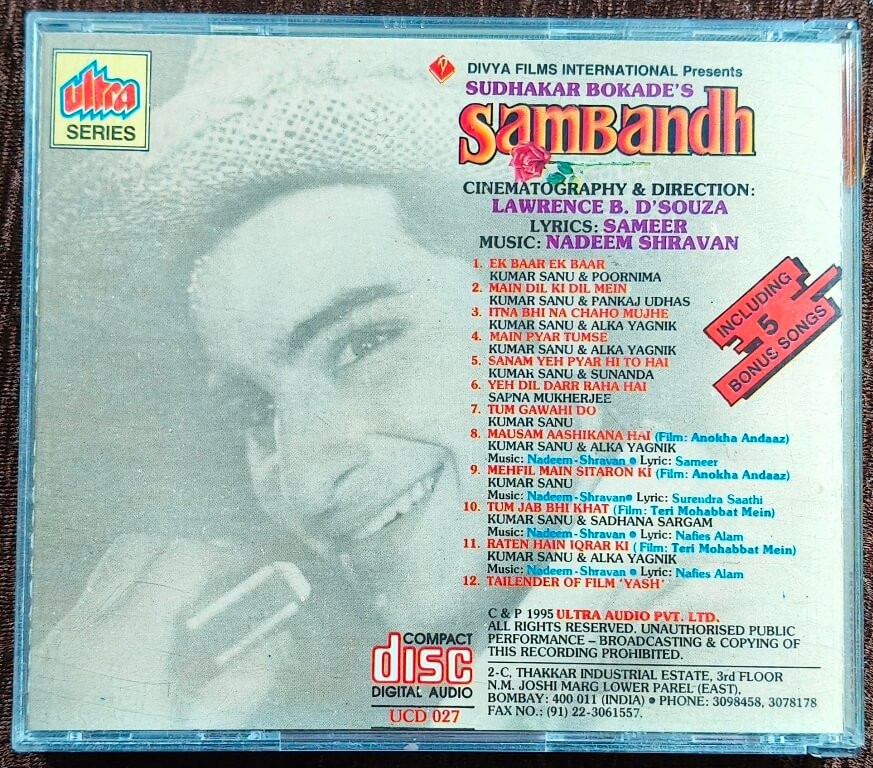 ultra
SERIES
DIVYA FILMS INTERNATIONAL Presents
SUDHAKAR BOKADE'S
SAMBANDH
CINEMATOGRAPHY & DIRECTION:
LAWRENCE B. D'SOUZA
LYRICS: SAMEER
MUSIC: NADEEM SHRAVAN
1. EK BAAR EK BAAR
KUMAR SANU & POORNIMA
2. MAIN DIL KI DIL MEIN
KUMAR SANU & PANKAJ UDHAS
3. ITNA BHI NA CHAHO MUJHE
KUMAR SANU & ALKA YAGNIK
4. MAIN PYAR TUMSE
KUMAR SANU & ALKA YAGNIK
5. SANAM YEH PYAR HI TO HAI
KUMAR SANU & SUNANDA
6. YEH DIL DARR RAHA HAI
SAPNA MUKHERJEE
7. TUM GAWAHI DO
KUMAR SANU
8. MAUSAM AASHIKANA HAI (Film: Anokha Andaaz)
KUMAR SANU & ALKA YAGNIK
Music: Nadeem-Shravan • Lyric: Sameer
9. MEHFIL MAIN SITARON KI (Film: Anokha Andaaz)
KUMAR SANU
Music: Nadeem-Shravan • Lyric: Surendra Saathi
10. TUM JAB BHI KHAT (Film: Teri Mohabbat Mein)
KUMAR SANU & SADHANA SARGAM
Music: Nadeem-Shravan • Lyric: Nafies Alam
11. RATEN HAIN IQRAR KI (Film: Teri Mohabbat Mein)
KUMAR SANU & ALKA YAGNIK
Music: Nadeem-Shravan • Lyric: Nafies Alam
12. TAILENDER OF FILM 'YASH'
INCLUDING
5
BONUS SONGS
C & P 1995 ULTRA AUDIO PVT. LTD.
ALL RIGHTS RESERVED. UNAUTHORISED PUBLIC
PERFORMANCE – BROADCASTING & COPYING OF
THIS RECORDING PROHIBITED.
COMPACT
disc
DIGITAL AUDIO
UCD 027
2-C, THAKKAR INDUSTRIAL ESTATE, 3rd FLOOR
N.M. JOSHI MARG LOWER PAREL (EAST),
BOMBAY: 400 011 (INDIA) • PHONE: 3098458, 3078178
FAX NO.: (91) 22-3061557.